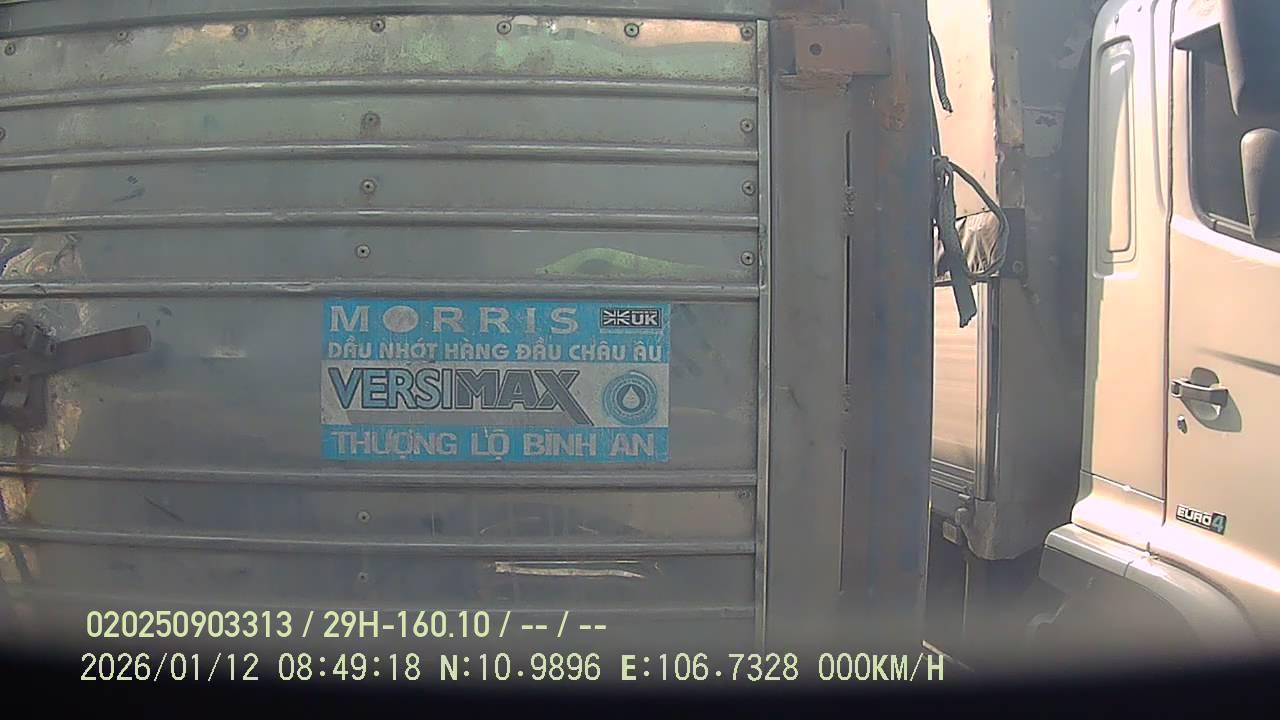 MORRIS UK
DẦU NHỚT HÀNG ĐẦU CHÂU ÂU
VERSIMAX
THƯỢNG LỘ BÌNH AN
EURO4
020250903313 / 29H-160.10 / -- / --
2026/01/12 08:49:18 N:10.9896 E:106.7328 000KM/H